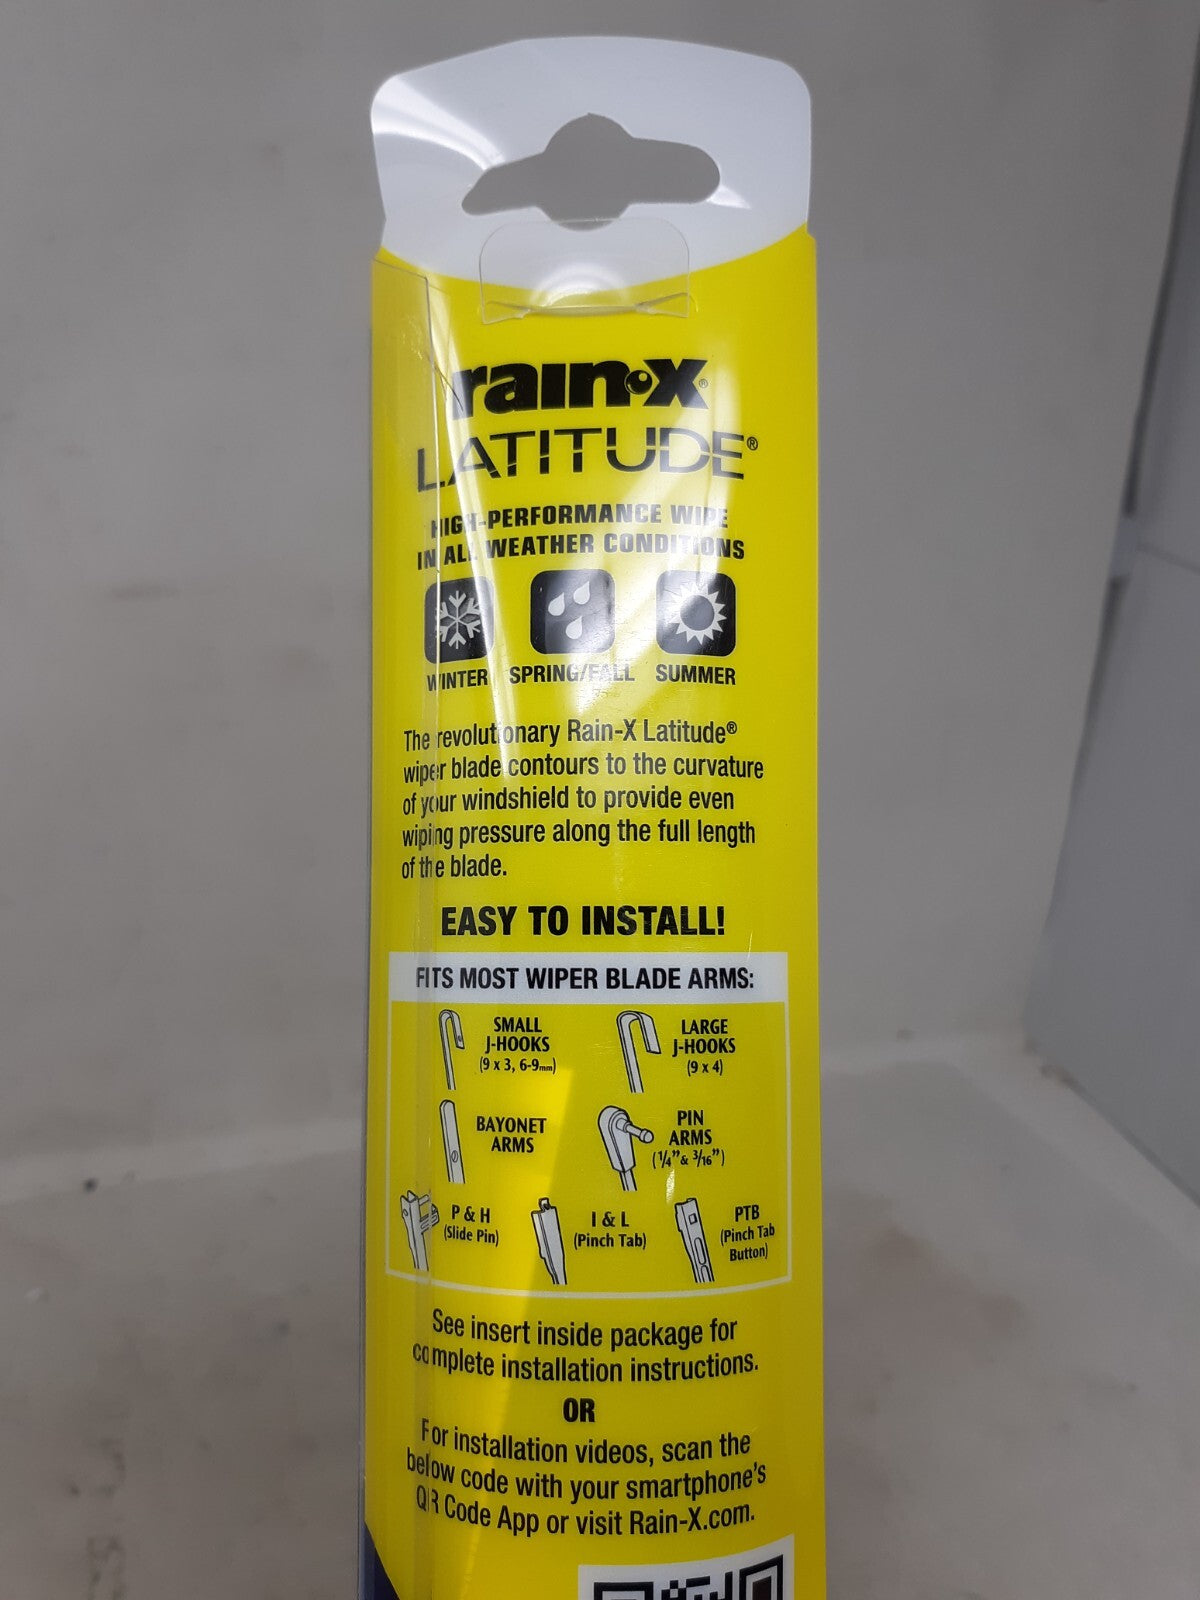 rain-x®
LATITUDE®
HIGH-PERFORMANCE WIPE
IN ALL WEATHER CONDITIONS
WINTER SPRING/FALL SUMMER
The revolutionary Rain-X Latitude®
wiper blade contours to the curvature
of your windshield to provide even
wiping pressure along the full length
of the blade.
EASY TO INSTALL!
FITS MOST WIPER BLADE ARMS:
SMALL
J-HOOKS
(9 x 3, 6-9mm)
LARGE
J-HOOKS
(9 x 4)
BAYONET
ARMS
PIN
ARMS
(1/4" & 3/16")
P & H
(Slide Pin)
I & L
(Pinch Tab)
PTB
(Pinch Tab
Button)
See insert inside package for
complete installation instructions.
OR
For installation videos, scan the
below code with your smartphone's
QR Code App or visit Rain-X.com.